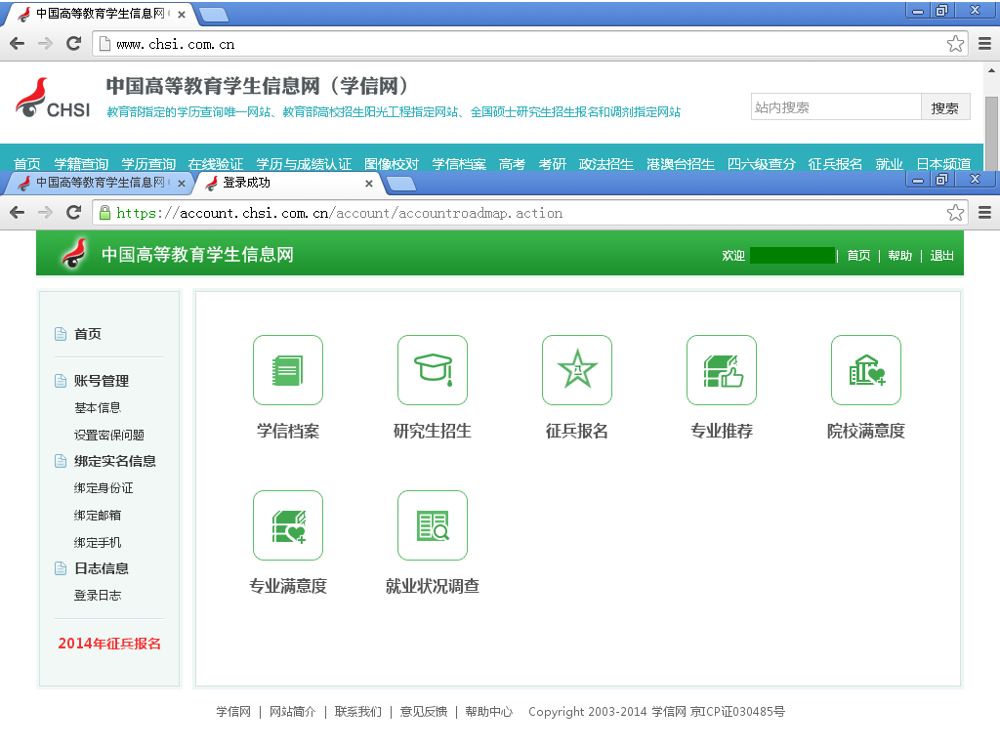 中国高等教育学生信息网
www.chsi.com.cn
CHSI
中国高等教育学生信息网（学信网）
教育部指定的学历查询唯一网站、教育部高校招生阳光工程指定网站、全国硕士研究生招生报名和调剂指定网站
站内搜索 搜索
首页 学籍查询 学历查询 在线验证 学历与成绩认证 图像校对 学信档案 高考 考研 政法招生 港澳台招生 四六级查分 征兵报名 就业 日本频道
中国高等教育学生信息网 登录成功
https://account.chsi.com.cn/account/accountroadmap.action
中国高等教育学生信息网
欢迎 | 首页 | 帮助 | 退出
首页
账号管理
基本信息
设置密保问题
绑定实名信息
绑定身份证
绑定邮箱
绑定手机
日志信息
登录日志
2014年征兵报名
学信档案 研究生招生 征兵报名 专业推荐 院校满意度
专业满意度 就业状况调查
学信网 | 网站简介 | 联系我们 | 意见反馈 | 帮助中心 Copyright 2003-2014 学信网 京ICP证030485号